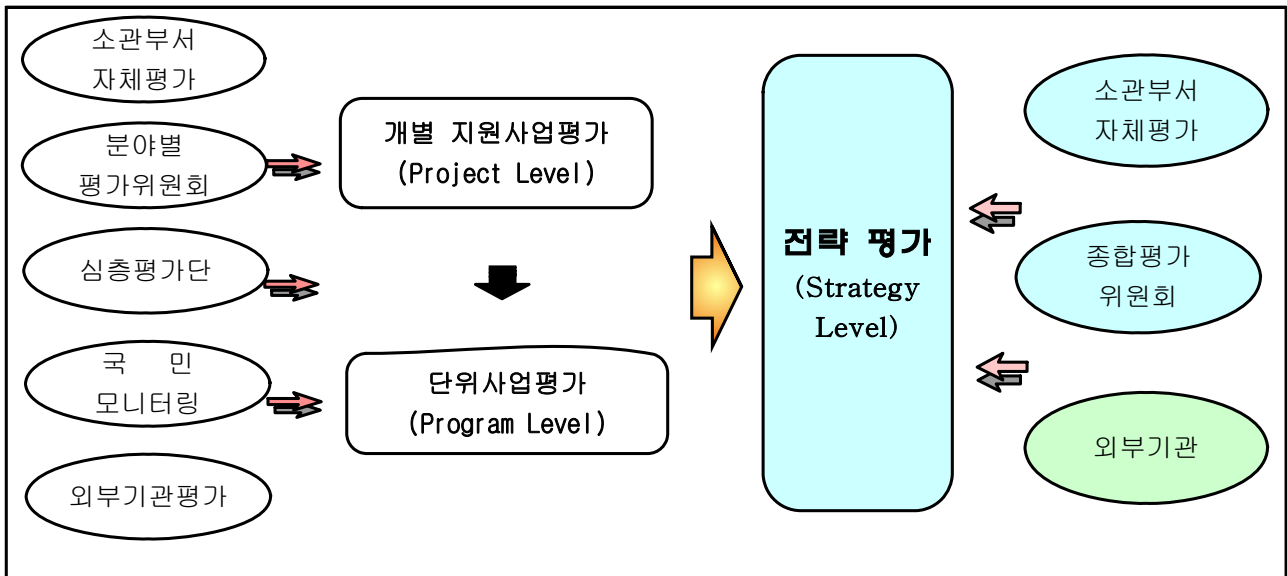 소관부서
자체평가
분야별
평가위원회
심층평가단
국 민
모니터링
외부기관평가
개별 지원사업평가
(Project Level)
단위사업평가
(Program Level)
전략 평가
(Strategy
Level)
소관부서
자체평가
종합평가
위원회
외부기관